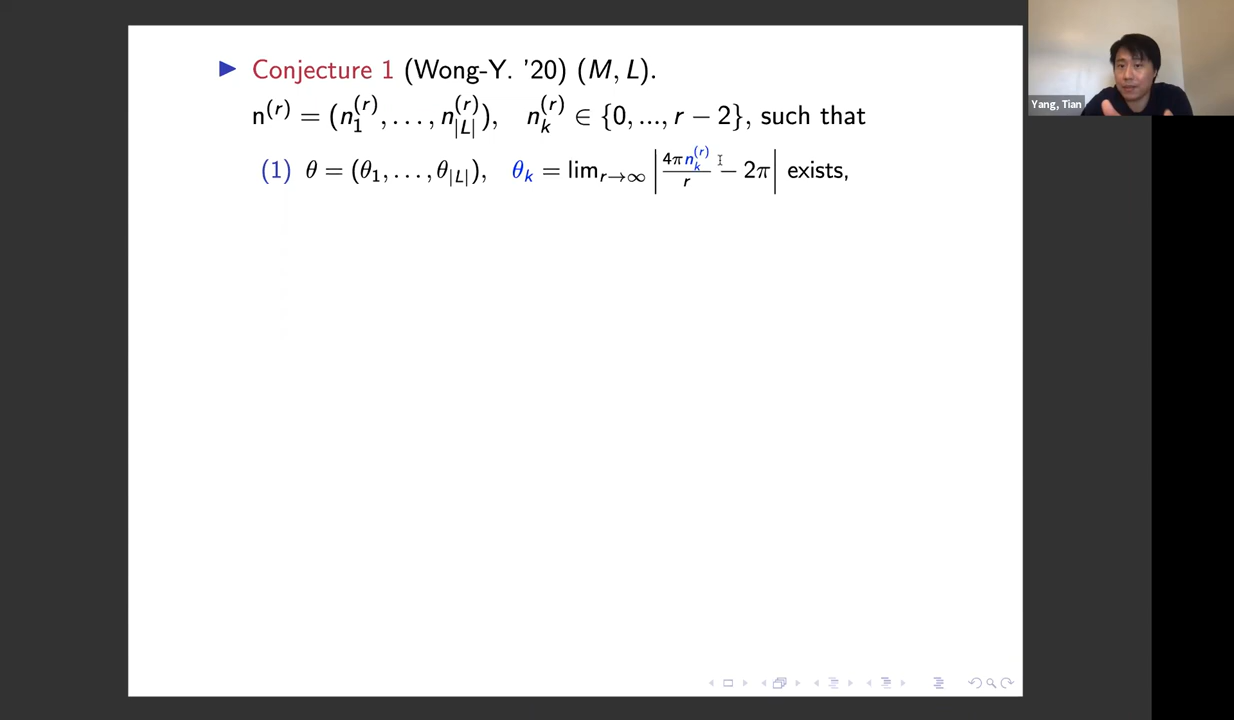 ▶ Conjecture 1 (Wong-Y. '20) (M, L).
n^(r) = (n_1^(r), . . . , n_|L|^(r)), n_k^(r) ∈ {0, ..., r − 2}, such that
(1) θ = (θ_1, . . . , θ_|L|), θ_k = lim_{r→∞} | 4πn_k^(r) / r − 2π | exists,
Yang, Tian